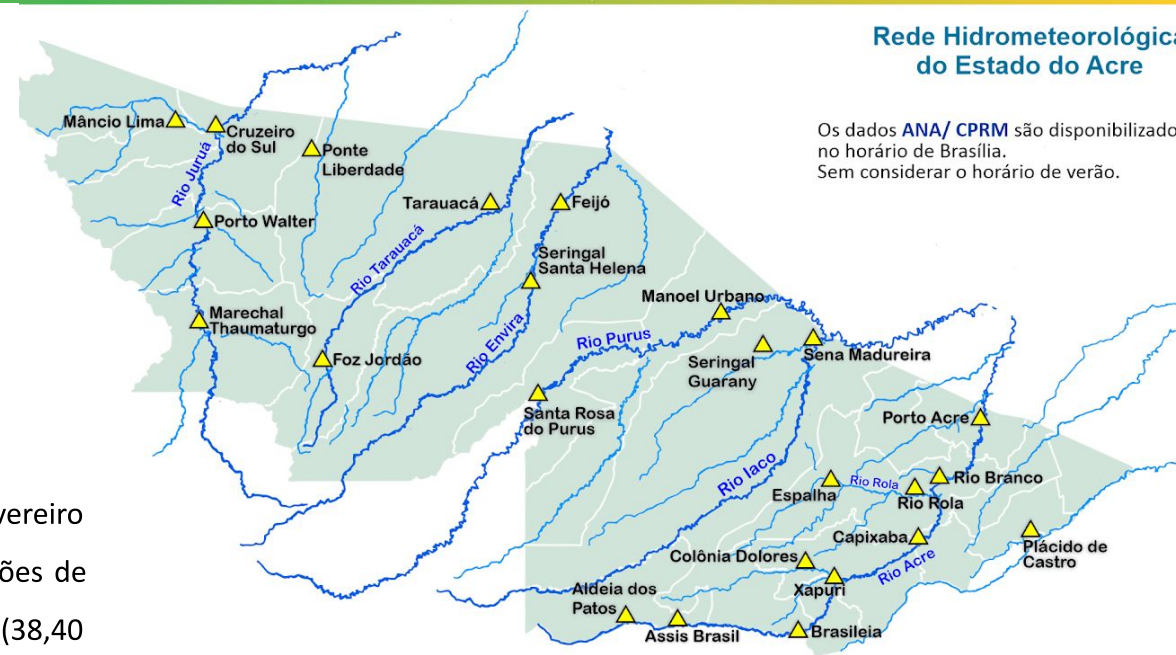 Rede Hidrometeorológica
do Estado do Acre
Os dados ANA/ CPRM são disponibilizado
no horário de Brasília.
Sem considerar o horário de verão.
Mâncio Lima
Cruzeiro
do Sul
Ponte
Liberdade
Rio Juruá
Porto Walter
Tarauacá
Feijó
Rio Tarauacá
Seringal
Santa Helena
Marechal
Thaumaturgo
Foz Jordão
Rio Envira
Manoel Urbano
Rio Purus
Seringal
Guarany
Sena Madureira
Santa Rosa
do Purus
Porto Acre
Rio Iaco
Espalha
Rio Rola
Rio Branco
Rio Rola
Capixaba
Plácido de
Castro
Colônia Dolores
Rio Acre
Xapuri
Aldeia dos
Patos
Assis Brasil
Brasileia
vereiro
ões de
(38,40